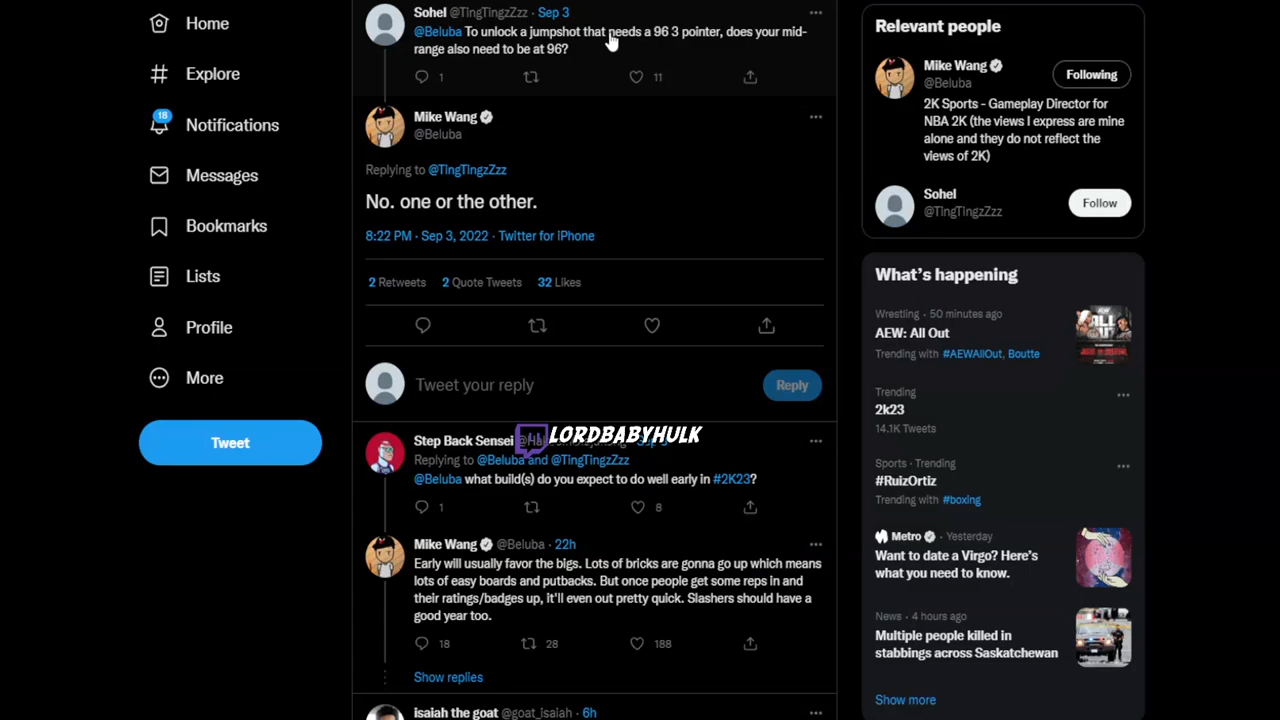 Home
Explore
18
Notifications
Messages
Bookmarks
Lists
Profile
More
Tweet
Sohel @TIngTingzZzz · Sep 3
@Beluba To unlock a jumpshot that needs a 96 3 pointer, does your mid-
range also need to be at 96?
1
11
Mike Wang
@Beluba
Replying to @TIngTingzZzz
No. one or the other.
8:22 PM · Sep 3, 2022 · Twitter for iPhone
2 Retweets 2 Quote Tweets 32 Likes
Tweet your reply
Reply
LORDBABYHULK
Step Back Sensei
Replying to @Beluba and @TIngTingzZzz
@Beluba what build(s) do you expect to do well early in #2K23?
1
8
Mike Wang @Beluba · 22h
Early will usually favor the bigs. Lots of bricks are gonna go up which means
lots of easy boards and putbacks. But once people get some reps in and
their ratings/badges up, it'll even out pretty quick. Slashers should have a
good year too.
18
28
188
Show replies
isaiah the goat @goat_isaiah · 6h
Relevant people
Mike Wang
@Beluba
Following
2K Sports - Gameplay Director for
NBA 2K (the views I express are mine
alone and they do not reflect the
views of 2K)
Sohel
@TIngTingzZzz
Follow
What's happening
Wrestling · 50 minutes ago
AEW: All Out
Trending with #AEWAllOut, Boutte
ALL OUT
Trending
2k23
14.1K Tweets
Sports · Trending
#RuizOrtiz
Trending with #boxing
Metro · Yesterday
Want to date a Virgo? Here's
what you need to know.
News · 4 hours ago
Multiple people killed in
stabbings across Saskatchewan
Show more